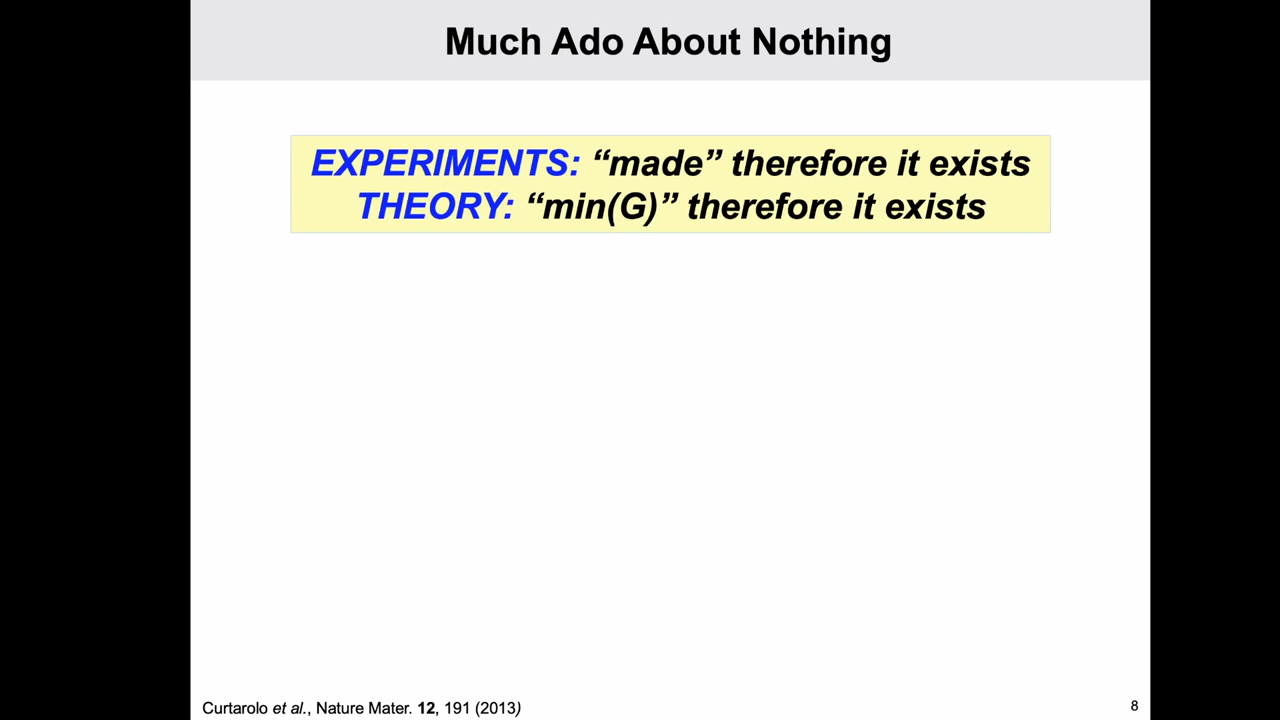 Much Ado About Nothing
EXPERIMENTS: “made” therefore it exists
THEORY: “min(G)” therefore it exists
Curtarolo et al., Nature Mater. 12, 191 (2013)
8